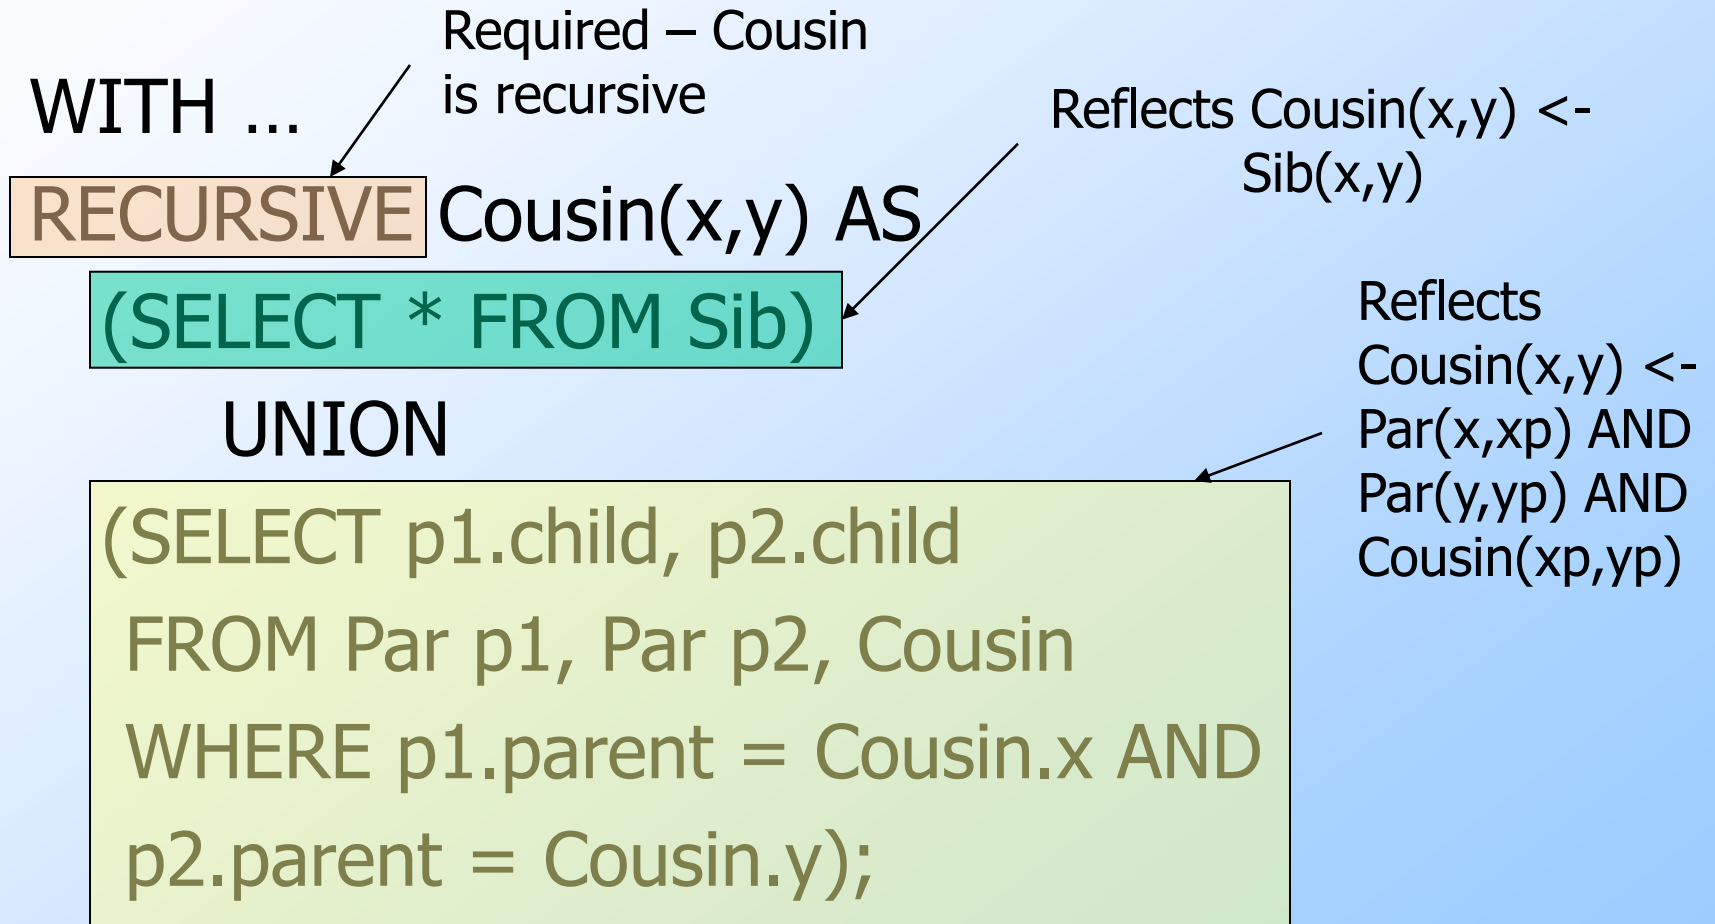 Required – Cousin
is recursive
WITH …
Reflects Cousin(x,y) <-
Sib(x,y)
RECURSIVE Cousin(x,y) AS
(SELECT * FROM Sib)
Reflects
Cousin(x,y) <-
Par(x,xp) AND
Par(y,yp) AND
Cousin(xp,yp)
UNION
(SELECT p1.child, p2.child
FROM Par p1, Par p2, Cousin
WHERE p1.parent = Cousin.x AND
p2.parent = Cousin.y);